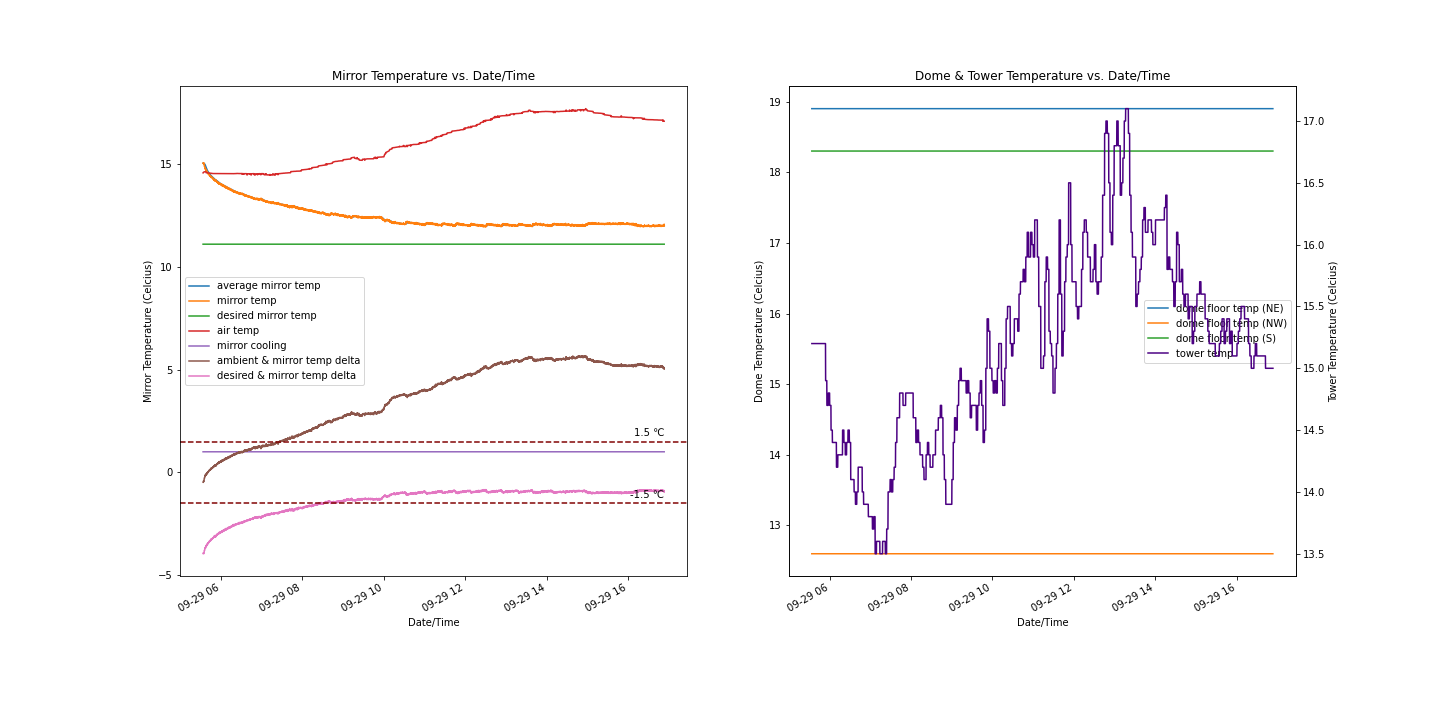 Mirror Temperature vs. Date/Time
Mirror Temperature (Celcius)
15
10
5
0
−5
average mirror temp
mirror temp
desired mirror temp
air temp
mirror cooling
ambient & mirror temp delta
desired & mirror temp delta
1.5 °C
-1.5 °C
09-29 06
09-29 08
09-29 10
09-29 12
09-29 14
09-29 16
Date/Time
Dome & Tower Temperature vs. Date/Time
Dome Temperature (Celcius)
19
18
17
16
15
14
13
dome floor temp (NE)
dome floor temp (NW)
dome floor temp (S)
tower temp
17.0
16.5
16.0
15.5
15.0
14.5
14.0
13.5
Tower Temperature (Celcius)
09-29 06
09-29 08
09-29 10
09-29 12
09-29 14
09-29 16
Date/Time